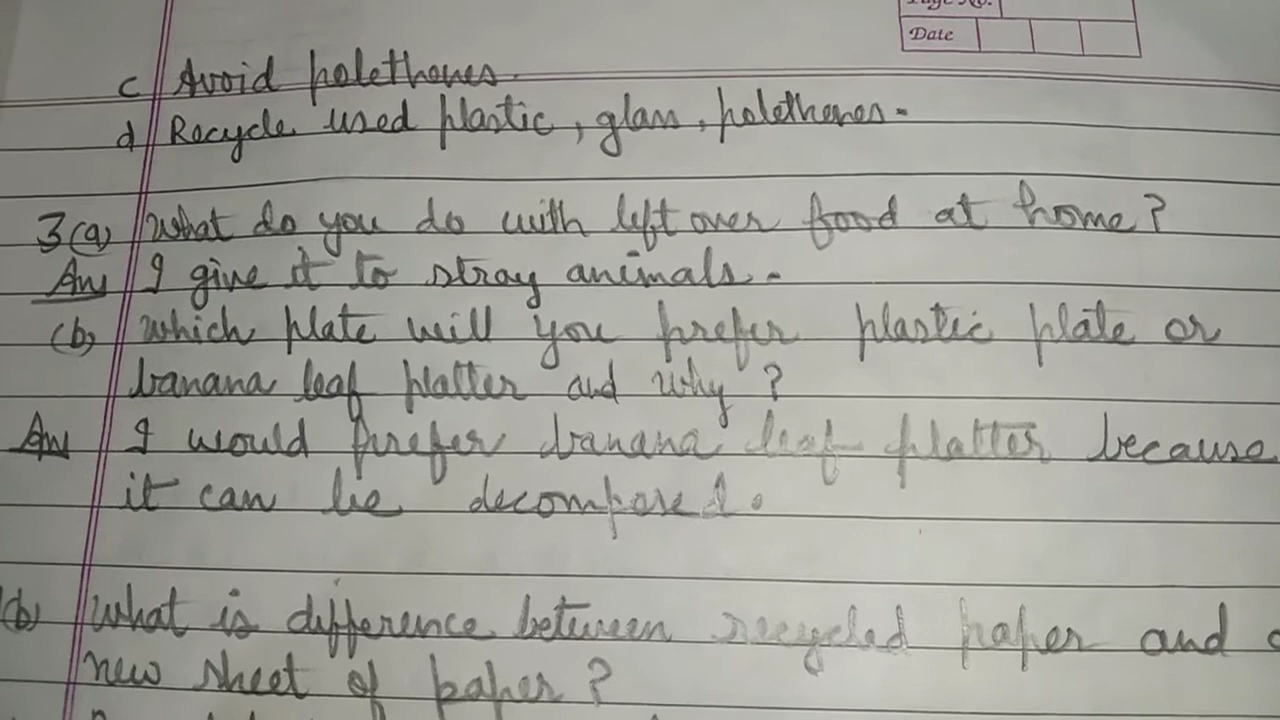 Page No.
Date
c Avoid polethones.
d Recycle used plastic, glass, polethenes.
3(a) What do you do with left over food at home?
Ans I give it to stray animals.
(b) which plate will you prefer plastic plate or
banana leaf platter and why?
Ans I would prefer banana leaf platter because
it can be decomposed.
(b) What is difference between recycled paper and
new sheet of paper?